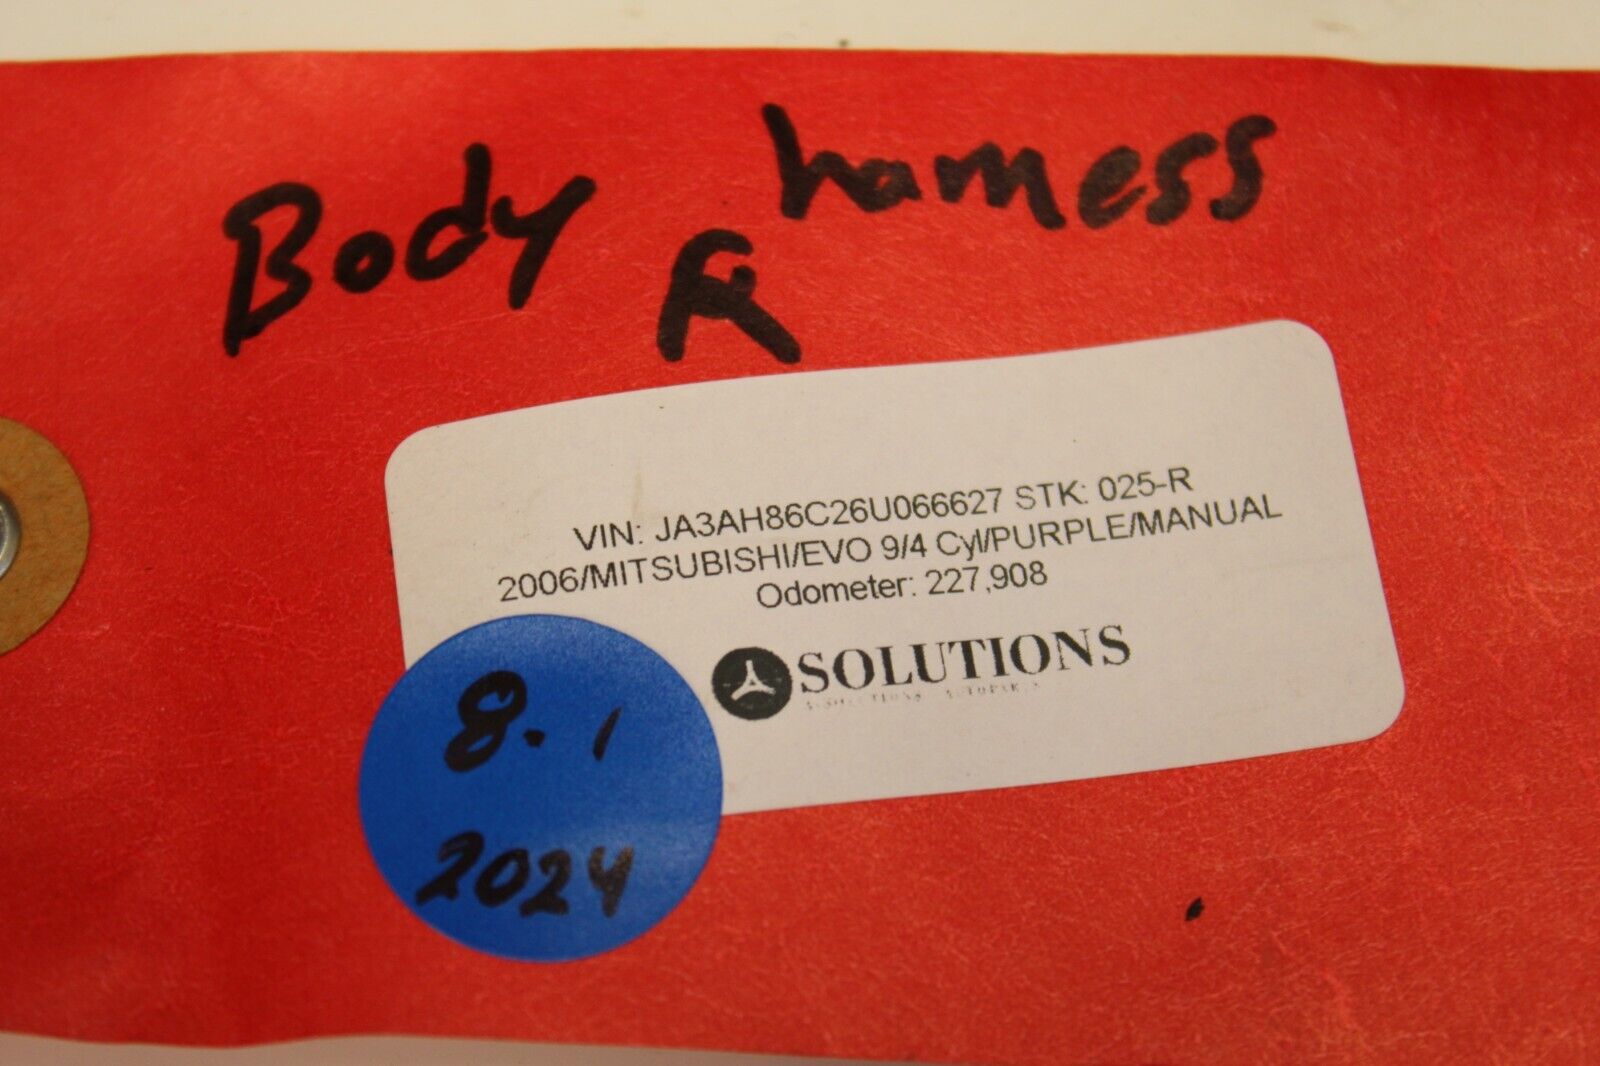 Body harness
R
VIN: JA3AH86C26U066627 STK: 025-R
2006/MITSUBISHI/EVO 9/4 Cyl/PURPLE/MANUAL
Odometer: 227,908
SOLUTIONS
8.1
2024